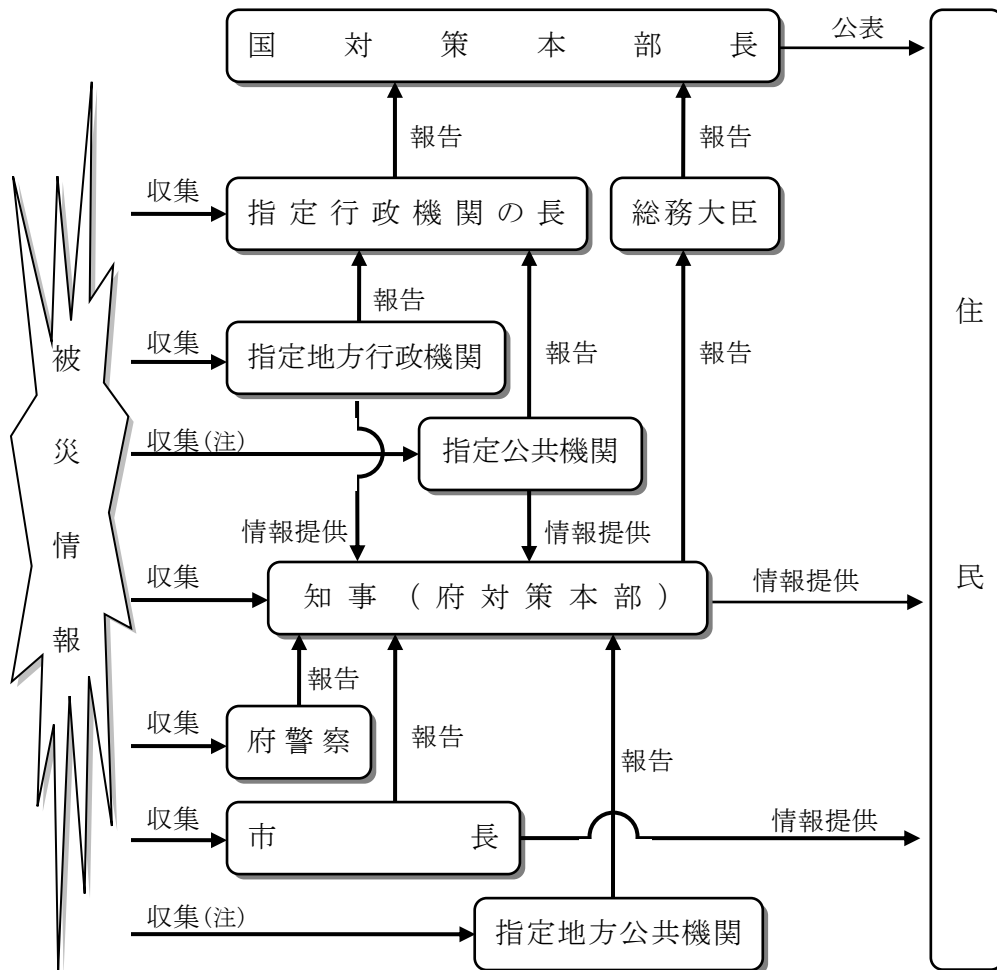 国対策本部長
公表
報告
報告
収集
指定行政機関の長
総務大臣
報告
収集
指定地方行政機関
報告
報告
収集(注)
指定公共機関
情報提供
情報提供
収集
知事(府対策本部)
情報提供
報告
収集
府警察
報告
報告
収集
市長
情報提供
収集(注)
指定地方公共機関
被災情報
住民